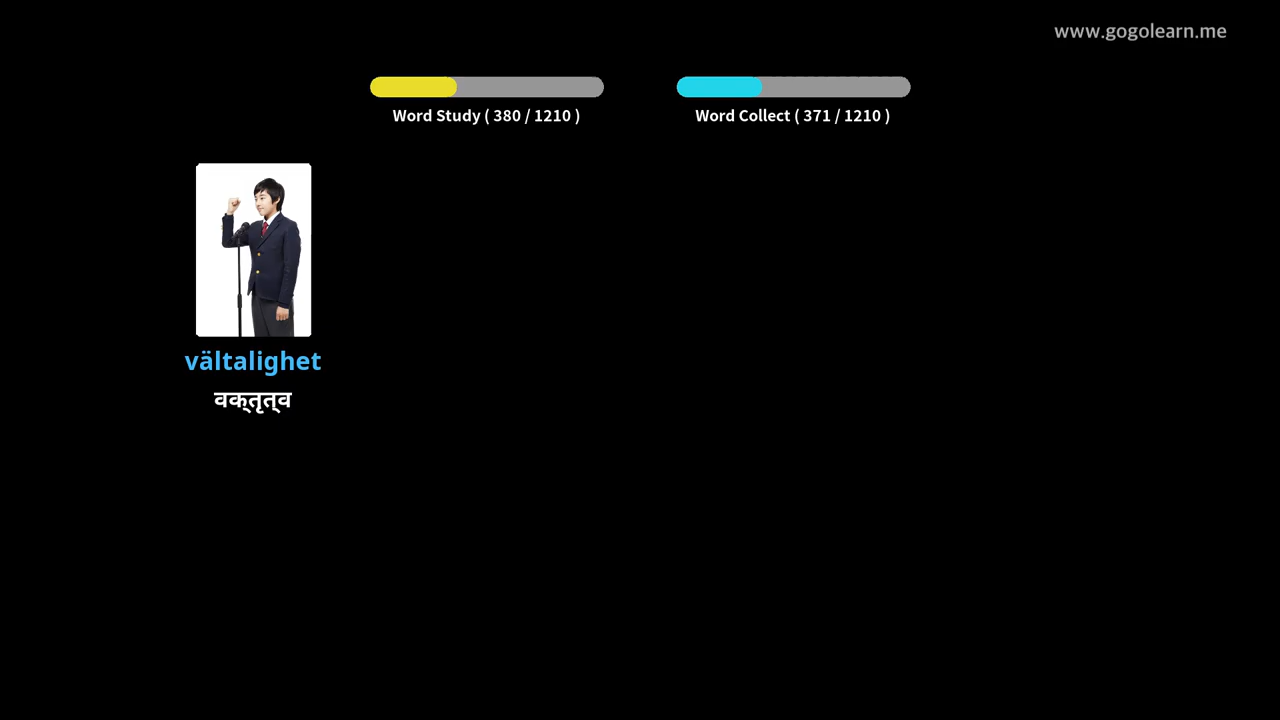 www.gogolearn.me
Word Study ( 380 / 1210 )
Word Collect ( 371 / 1210 )
vältalighet
वक्तृत्व